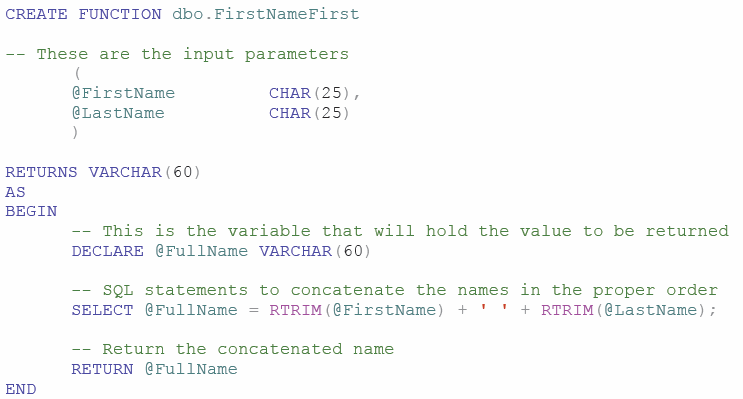 CREATE FUNCTION dbo.FirstNameFirst
-- These are the input parameters
(
@FirstName CHAR(25),
@LastName CHAR(25)
)
RETURNS VARCHAR(60)
AS
BEGIN
-- This is the variable that will hold the value to be returned
DECLARE @FullName VARCHAR(60)
-- SQL statements to concatenate the names in the proper order
SELECT @FullName = RTRIM(@FirstName) + ' ' + RTRIM(@LastName);
-- Return the concatenated name
RETURN @FullName
END